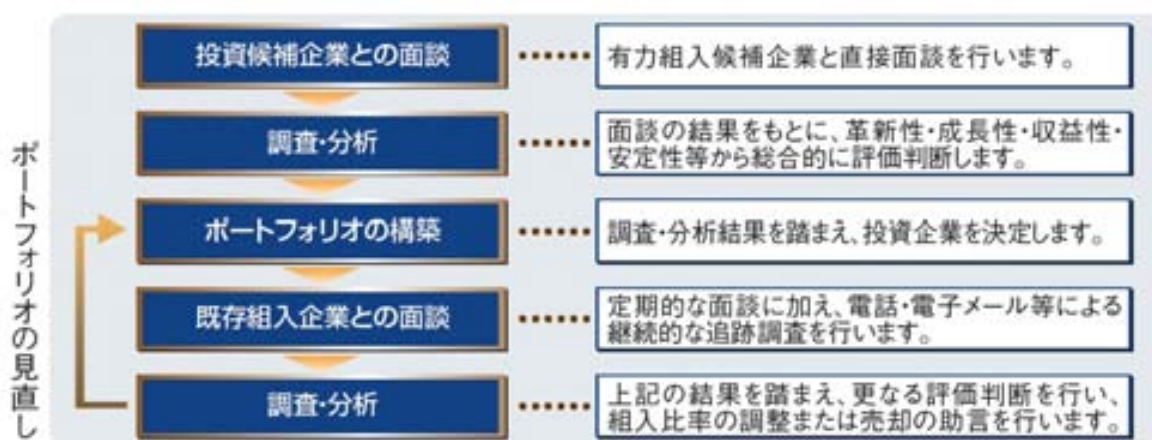 投資候補企業との面談
有力組入候補企業と直接面談を行います。
調査・分析
面談の結果をもとに、革新性・成長性・収益性・
安定性等から総合的に評価判断します。
ポートフォリオの構築
調査・分析結果を踏まえ、投資企業を決定します。
既存組入企業との面談
定期的な面談に加え、電話・電子メール等による
継続的な追跡調査を行います。
調査・分析
上記の結果を踏まえ、更なる評価判断を行い、
組入比率の調整または売却の助言を行います。
ポートフォリオの見直し